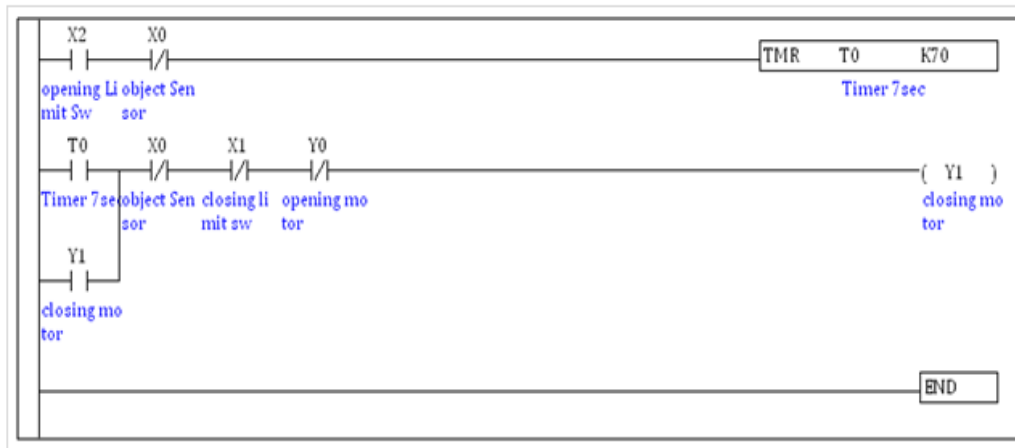 X2 X0
TMR T0 K70
opening Li object Sen
mit Sw sor
Timer 7sec
T0 X0 X1 Y0
( Y1 )
Timer 7se object Sen closing li opening mo
sor mit sw tor
closing mo
tor
Y1
closing mo
tor
END